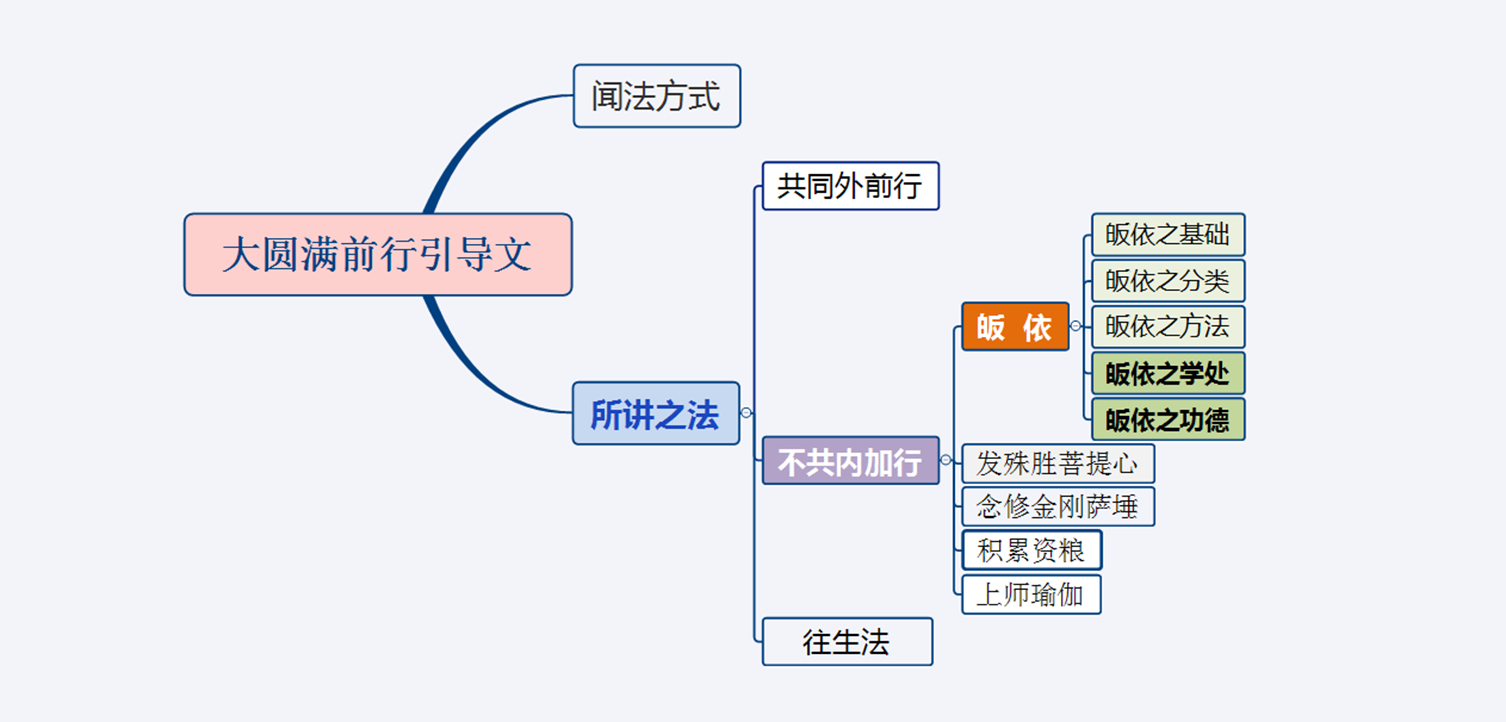 闻法方式
大圆满前行引导文
所讲之法
共同外前行
不共内加行
往生法
皈 依
发殊胜菩提心
念修金刚萨埵
积累资粮
上师瑜伽
皈依之基础
皈依之分类
皈依之方法
皈依之学处
皈依之功德